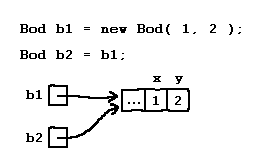 Bod b1 = new Bod( 1, 2 );
Bod b2 = b1;
x y
b1 ... 1 2
b2